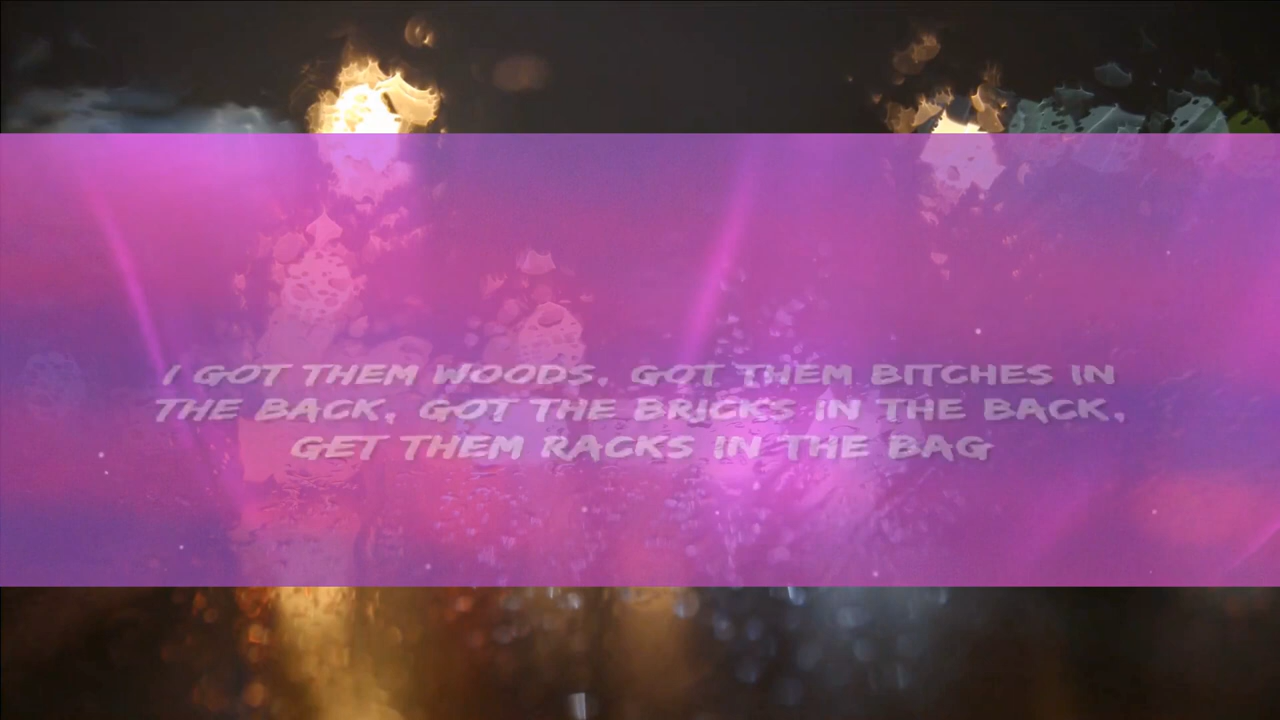 I GOT THEM WOODS, GOT THEM BITCHES IN
THE BACK, GOT THE BRICKS IN THE BACK,
GET THEM RACKS IN THE BAG